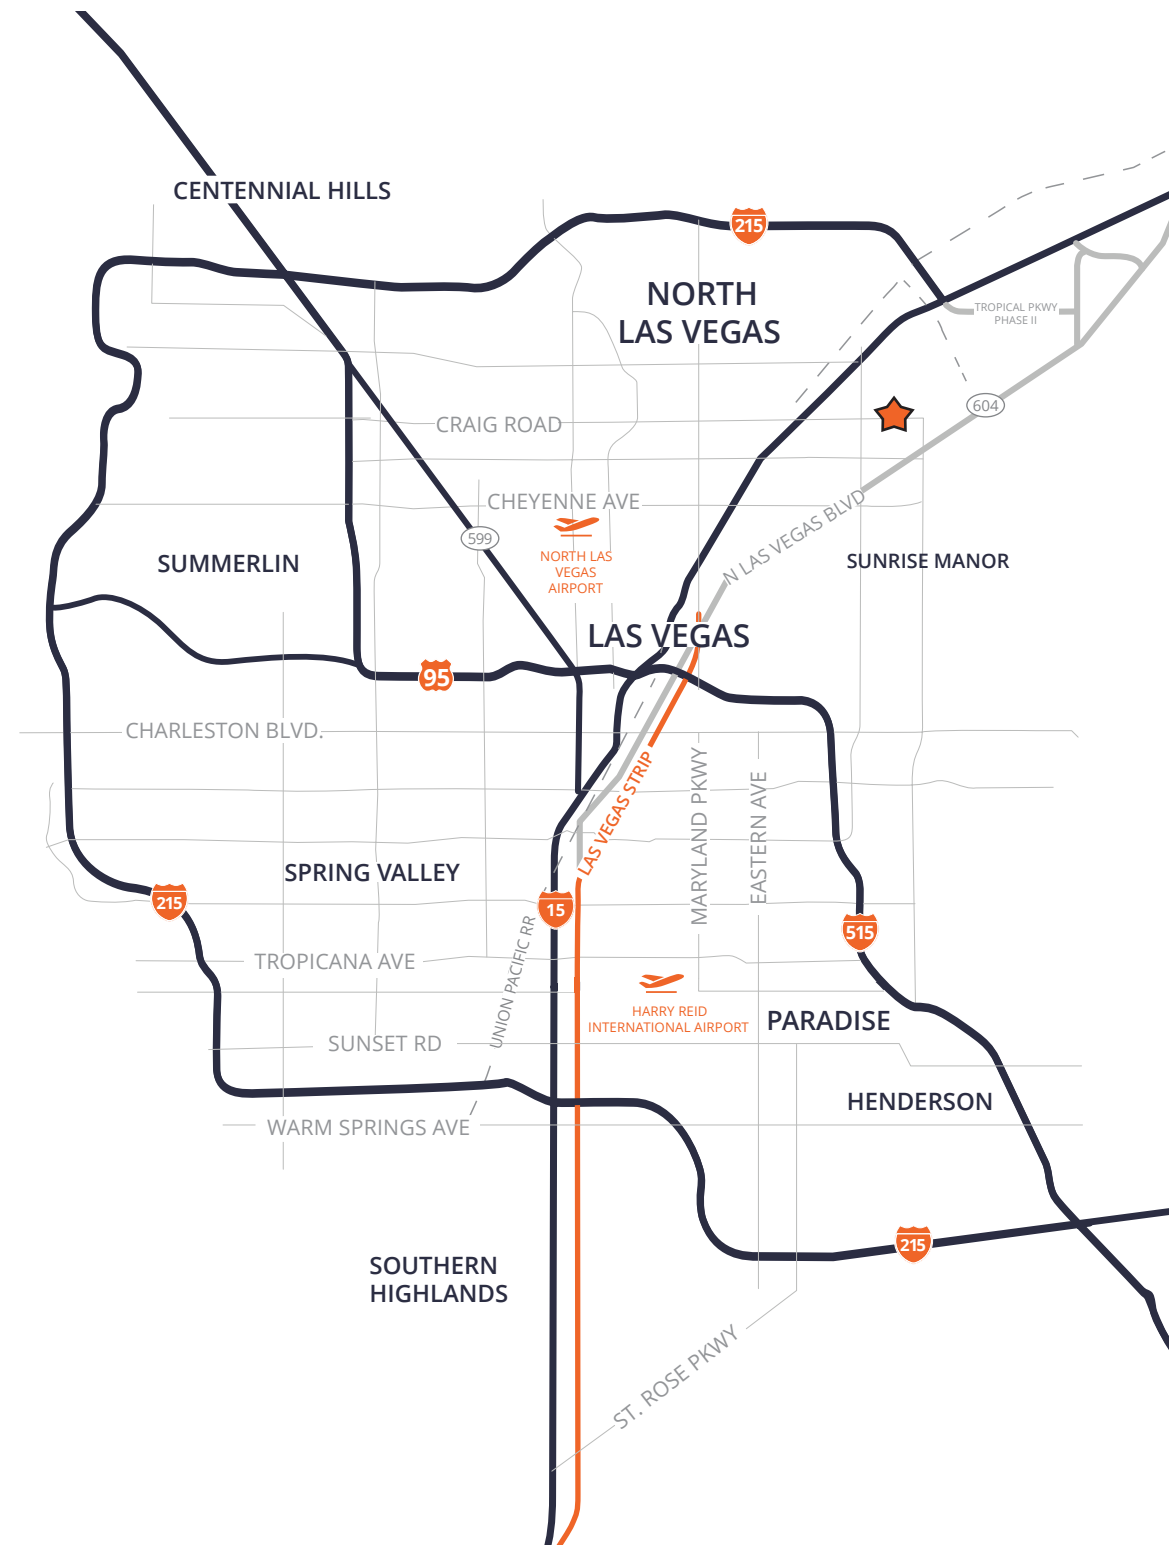 CENTENNIAL HILLS
215
NORTH
LAS VEGAS
TROPICAL PKWY
PHASE II
604
CRAIG ROAD
CHEYENNE AVE
N LAS VEGAS BLVD
599
NORTH LAS
VEGAS
AIRPORT
SUMMERLIN
SUNRISE MANOR
LAS VEGAS
95
CHARLESTON BLVD.
LAS VEGAS STRIP
MARYLAND PKWY
EASTERN AVE
SPRING VALLEY
215
15
515
UNION PACIFIC RR
TROPICANA AVE
HARRY REID
INTERNATIONAL AIRPORT
PARADISE
SUNSET RD
HENDERSON
WARM SPRINGS AVE
215
SOUTHERN
HIGHLANDS
ST. ROSE PKWY